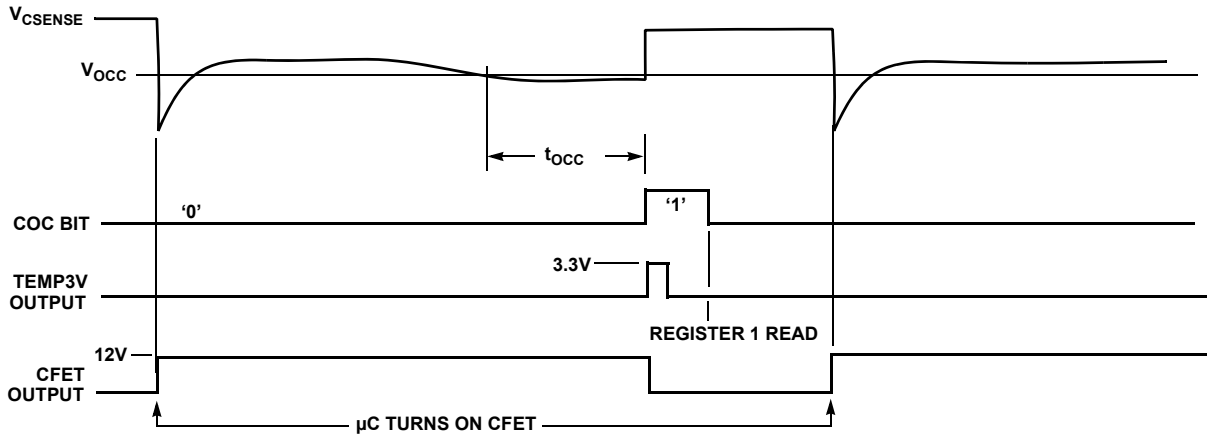 VCSENSE
VOCC
tOCC
COC BIT
‘0’
‘1’
3.3V
TEMP3V
OUTPUT
REGISTER 1 READ
12V
CFET
OUTPUT
µC TURNS ON CFET